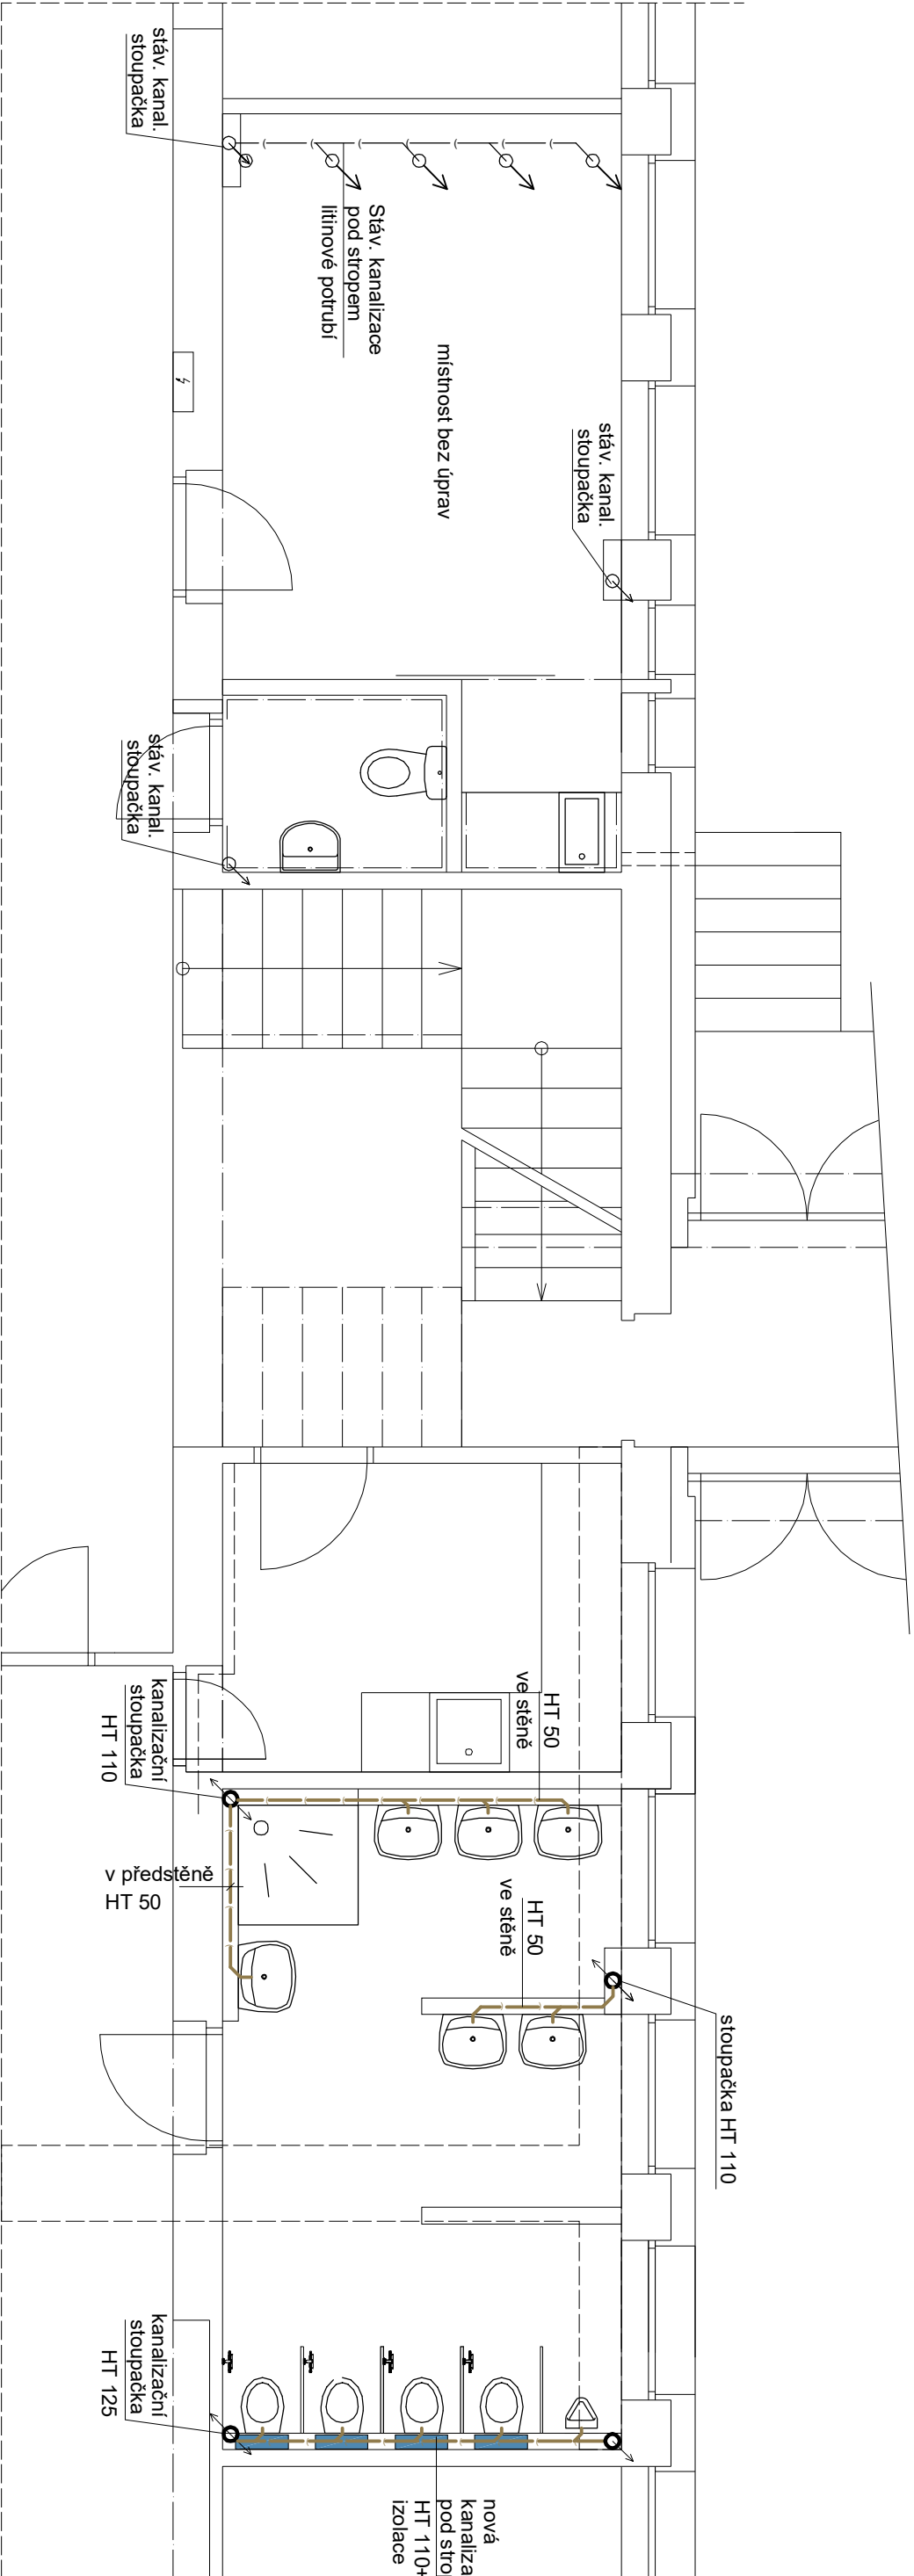 stáv. kanal.
stoupačka
Stáv. kanalizace
pod stropem
litinové potrubí
místnost bez úprav
stáv. kanal.
stoupačka
stáv. kanal.
stoupačka
HT 50
ve stěně
kanalizační
stoupačka
HT 110
v předstěně
HT 50
HT 50
ve stěně
stoupačka HT 110
kanalizační
stoupačka
HT 125
nová
kanaliza
pod stro
HT 110+
izolace